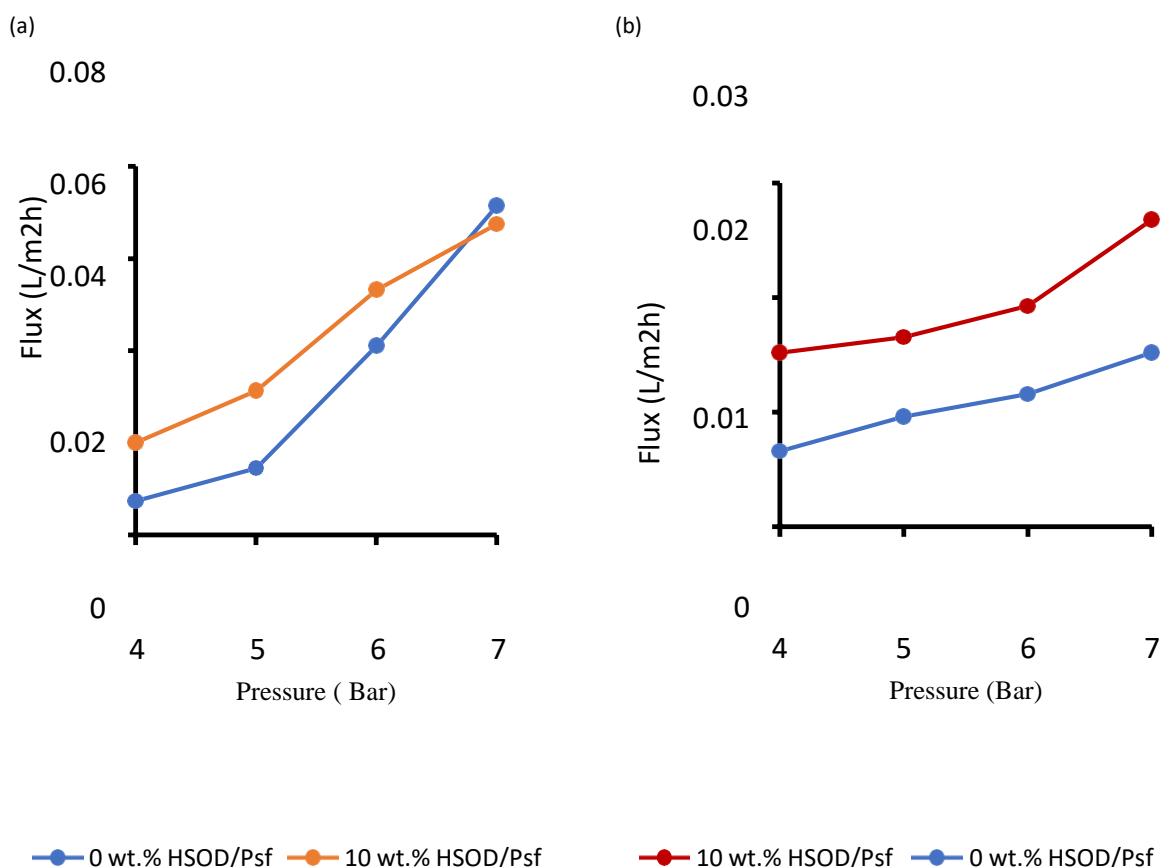 (a)
0.08
0.06
0.04
0.02
0
Flux (L/m2h)
4 5 6 7
Pressure ( Bar)
0 wt.% HSOD/Psf 10 wt.% HSOD/Psf
(b)
0.03
0.02
0.01
0
Flux (L/m2h)
4 5 6 7
Pressure (Bar)
10 wt.% HSOD/Psf 0 wt.% HSOD/Psf